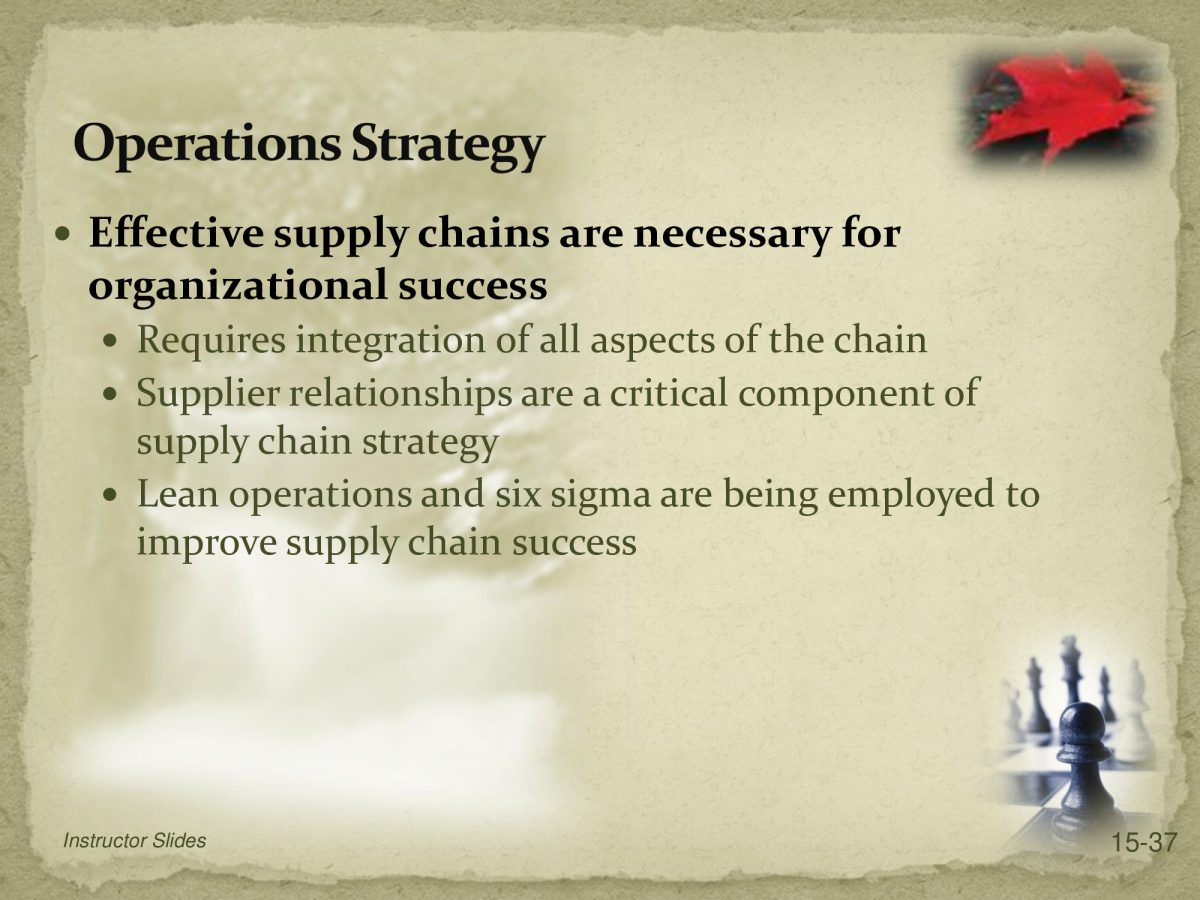 Operations Strategy
• Effective supply chains are necessary for
organizational success
• Requires integration of all aspects of the chain
• Supplier relationships are a critical component of
supply chain strategy
• Lean operations and six sigma are being employed to
improve supply chain success
Instructor Slides
15-37